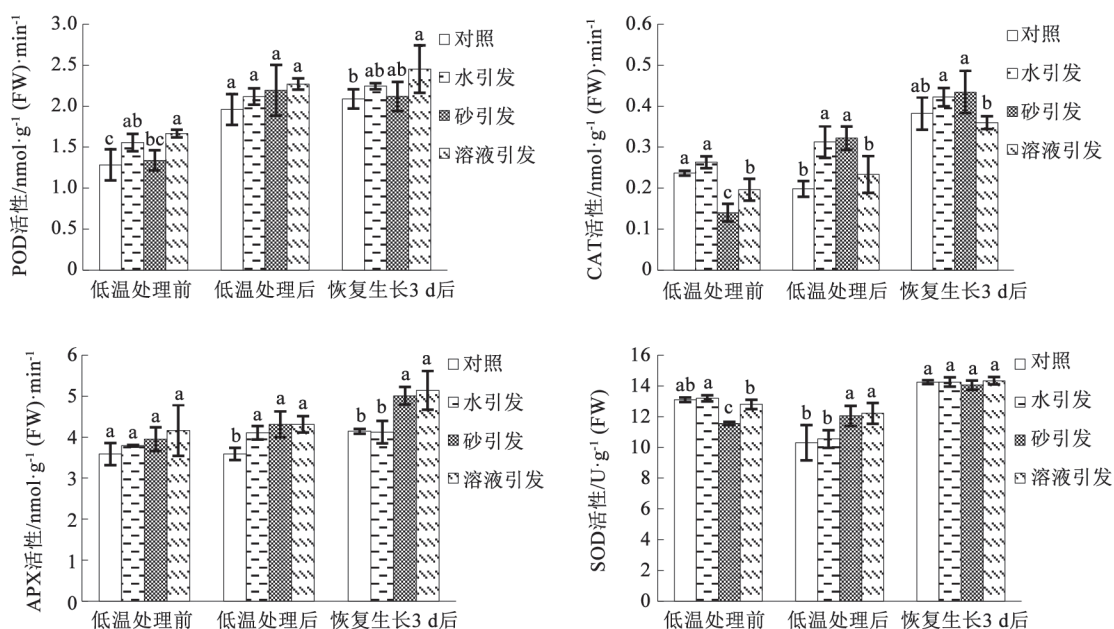 POD活性/nmol·g⁻¹ (FW)·min⁻¹
3.0
2.5
2.0
1.5
1.0
0.5
0
c ab bc a
a a a a
b ab ab a
低温处理前 低温处理后 恢复生长3 d后
对照
水引发
砂引发
溶液引发
CAT活性/nmol·g⁻¹ (FW)·min⁻¹
0.6
0.5
0.4
0.3
0.2
0.1
0
a a c b
b a a b
ab a a b
低温处理前 低温处理后 恢复生长3 d后
对照
水引发
砂引发
溶液引发
APX活性/nmol·g⁻¹ (FW)·min⁻¹
6
5
4
3
2
1
0
a a a a
b a a a
b b a a
低温处理前 低温处理后 恢复生长3 d后
对照
水引发
砂引发
溶液引发
SOD活性/U·g⁻¹ (FW)
16
14
12
10
8
6
4
2
0
ab a c b
b b a a
a a a a
低温处理前 低温处理后 恢复生长3 d后
对照
水引发
砂引发
溶液引发